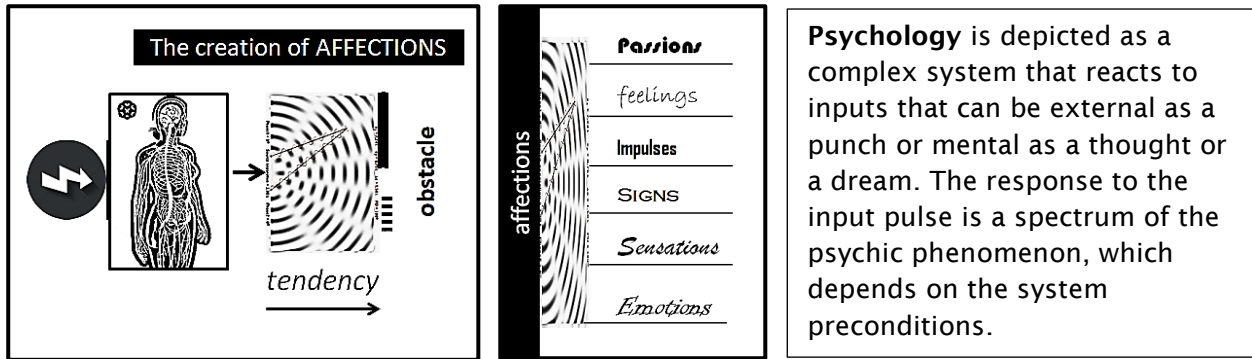 The creation of AFFECTIONS
tendency
obstacle
affections
Passions
feelings
Impulses
SIGNS
Sensations
Emotions
Psychology is depicted as a
complex system that reacts to
inputs that can be external as a
punch or mental as a thought or
a dream. The response to the
input pulse is a spectrum of the
psychic phenomenon, which
depends on the system
preconditions.